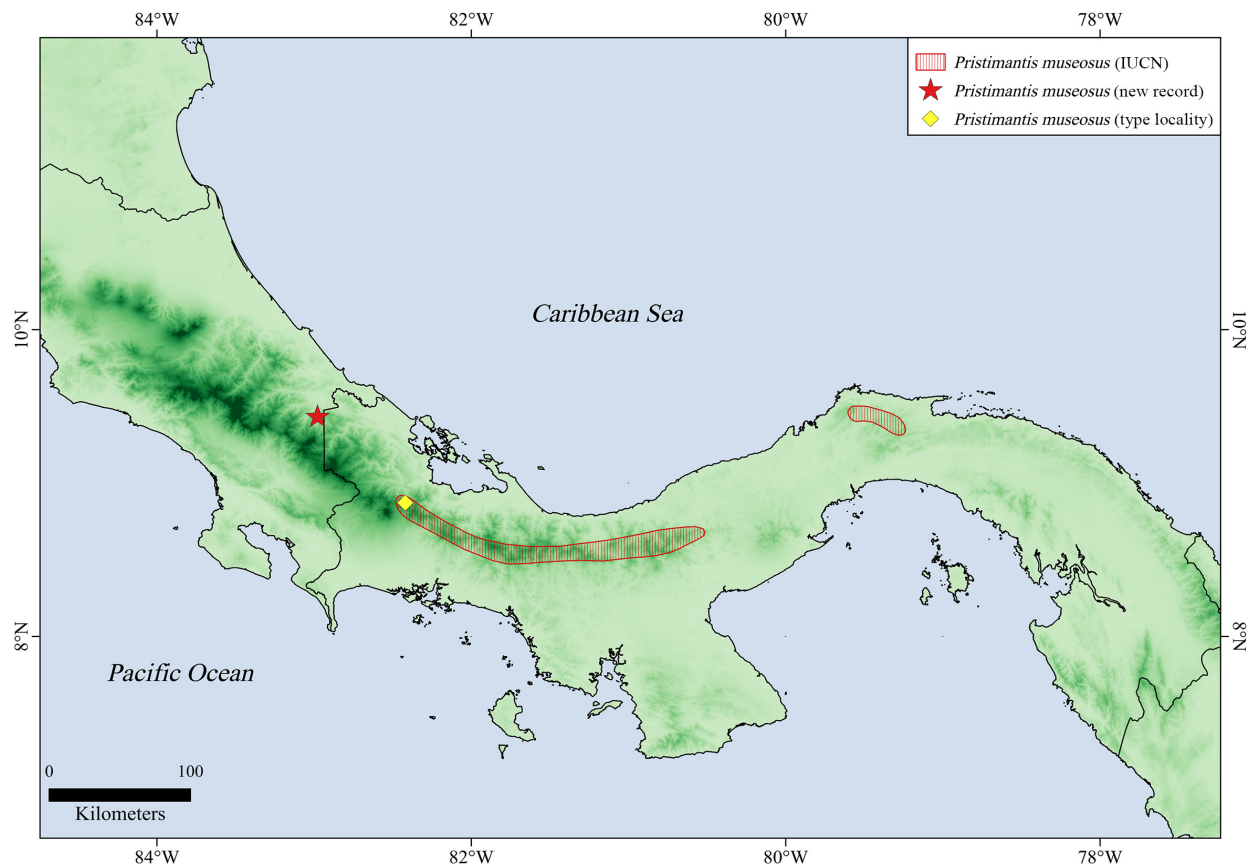 84°W 82°W 80°W 78°W
Pristimantis museosus (IUCN)
Pristimantis museosus (new record)
Pristimantis museosus (type locality)
Caribbean Sea
10°N 10°N
8°N 8°N
Pacific Ocean
0 100
Kilometers
84°W 82°W 80°W 78°W